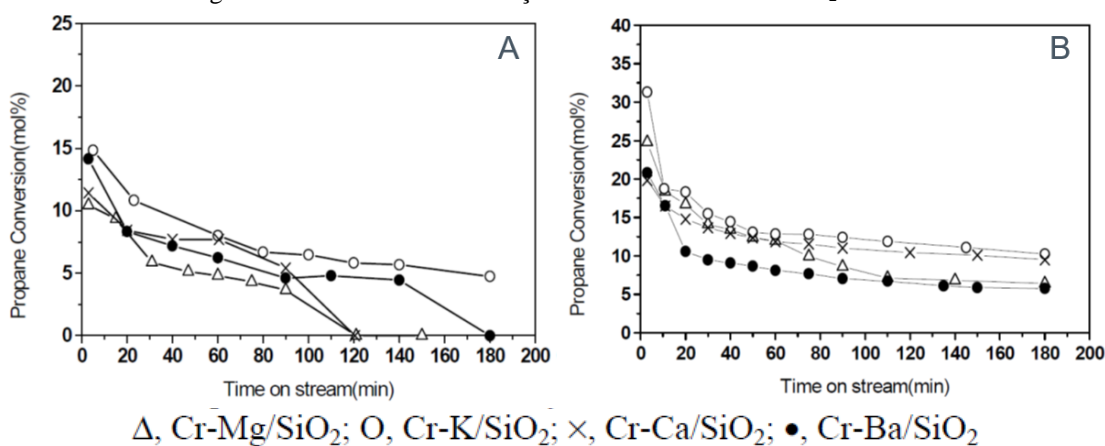 A
B
Propane Conversion(mol%)
25
20
15
10
5
0
0 20 40 60 80 100 120 140 160 180 200
Time on stream(min)
Propane Conversion(mol%)
40
35
30
25
20
15
10
5
0
0 20 40 60 80 100 120 140 160 180 200
Time on stream(min)
Δ, Cr-Mg/SiO₂; O, Cr-K/SiO₂; ×, Cr-Ca/SiO₂; •, Cr-Ba/SiO₂